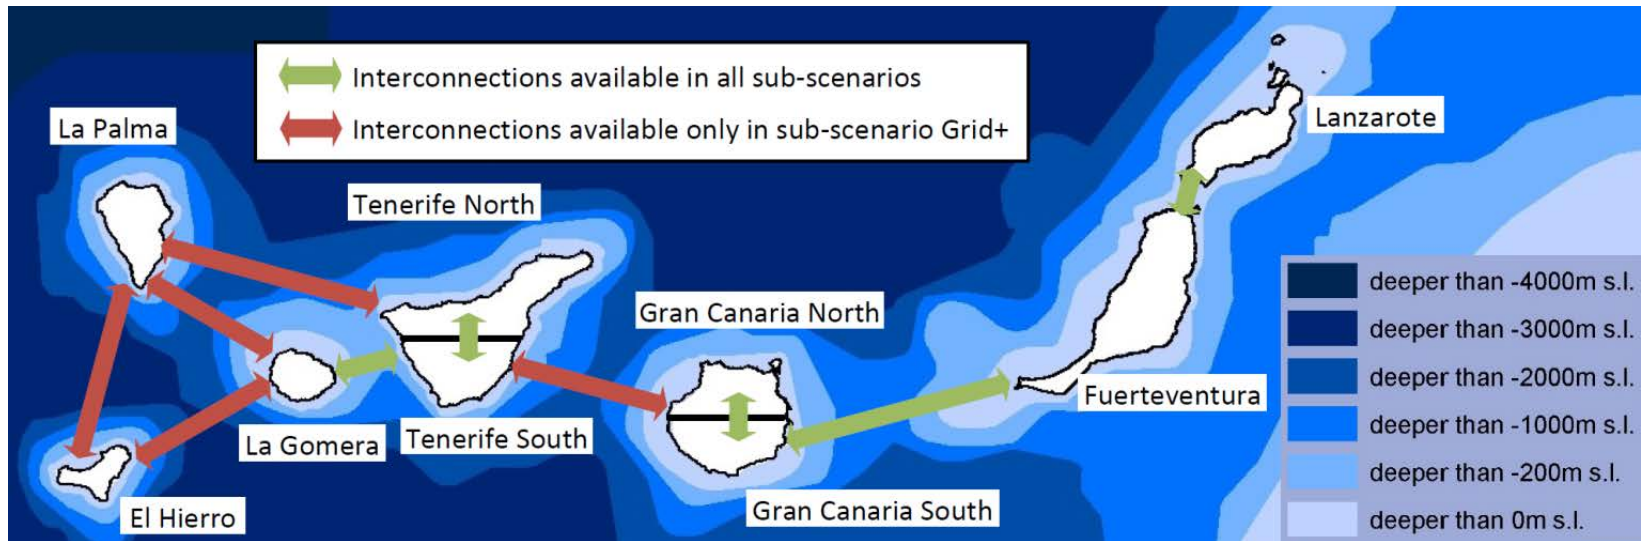 Interconnections available in all sub-scenarios
Interconnections available only in sub-scenario Grid+
La Palma
Lanzarote
Tenerife North
Gran Canaria North
Fuerteventura
La Gomera
Tenerife South
El Hierro
Gran Canaria South
deeper than -4000m s.l.
deeper than -3000m s.l.
deeper than -2000m s.l.
deeper than -1000m s.l.
deeper than -200m s.l.
deeper than 0m s.l.